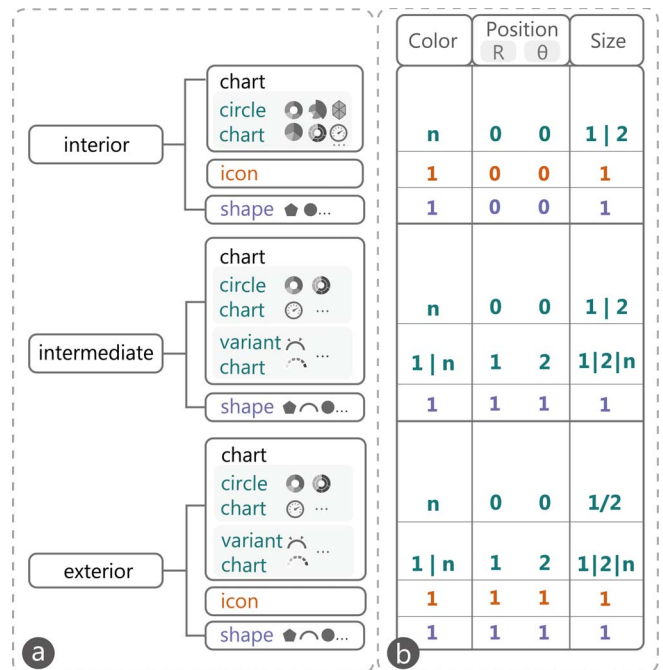 Color Position Size
R θ
chart
circle
chart
...
n 0 0 1 | 2
interior
icon
1 0 0 1
shape ...
1 0 0 1
chart
circle
chart ...
n 0 0 1 | 2
intermediate
variant
chart ...
1 | n 1 2 1|2|n
shape ...
1 1 1 1
chart
circle
chart ...
n 0 0 1/2
variant
chart ...
1 | n 1 2 1|2|n
exterior
icon
1 1 1 1
shape ...
1 1 1 1
a b